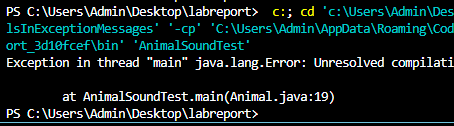 PS C:\Users\Admin\Desktop\labreport>  c:; cd 'c:\Users\Admin\Des
lsInExceptionMessages' '-cp' 'C:\Users\Admin\AppData\Roaming\Cod
ort_3d10fcef\bin' 'AnimalSoundTest'
Exception in thread "main" java.lang.Error: Unresolved compilati
at AnimalSoundTest.main(Animal.java:19)
PS C:\Users\Admin\Desktop\labreport>